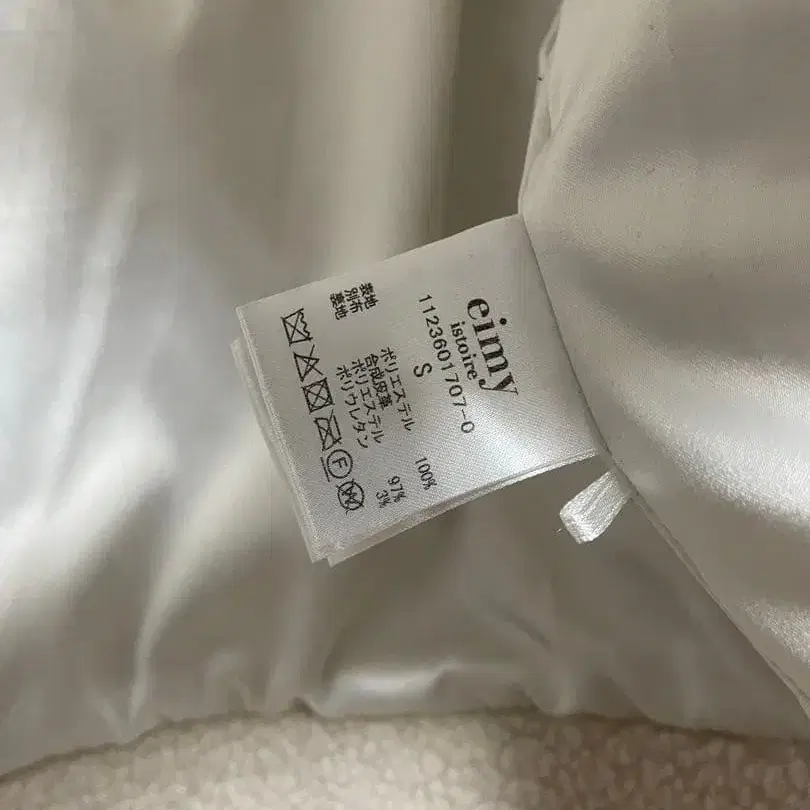 eimy
istoire
1123601707-0
S
表地 ポリエステル 100%
別布 合成皮革
裏地 ポリエステル 97%
ポリウレタン 3%
F
W